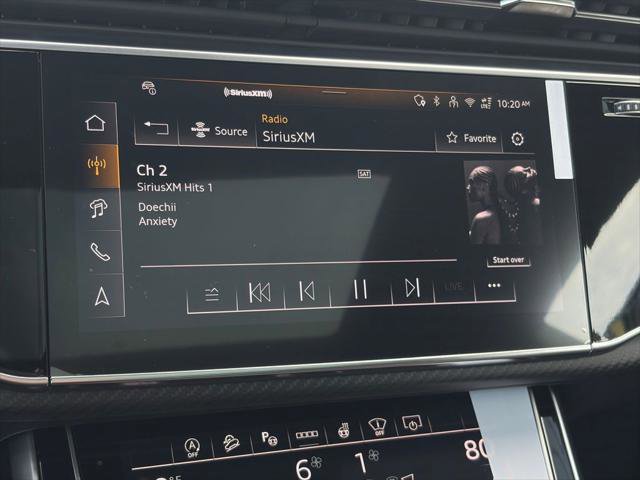 ((SiriusXM))
LTE 10:20 AM
Source
Radio
SiriusXM
Favorite
Ch 2
SAT
SiriusXM Hits 1
Doechii
Anxiety
Start over
LIVE
A OFF
P
OFF
6
1
80
°F